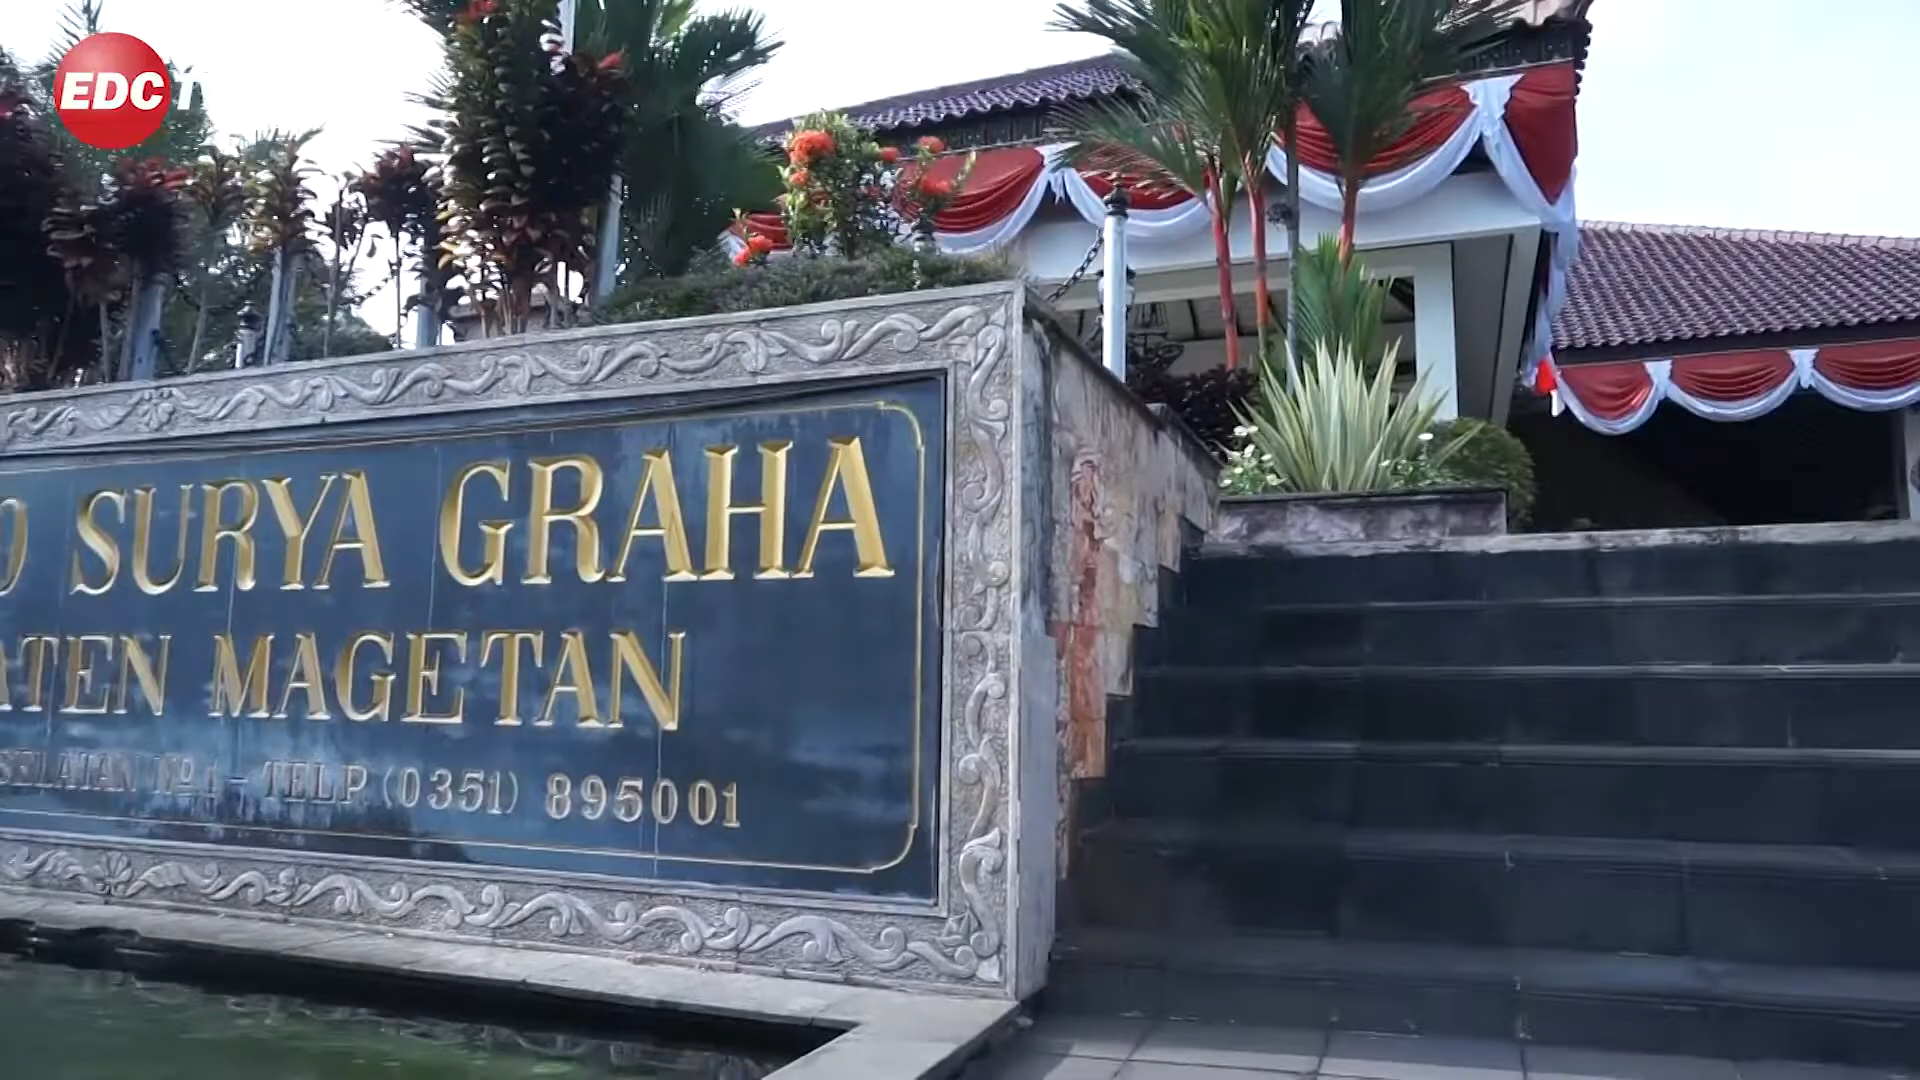 EDC T
O SURYA GRAHA
ATEN MAGETAN
SELATAN No 1 - TELP (0351) 895001